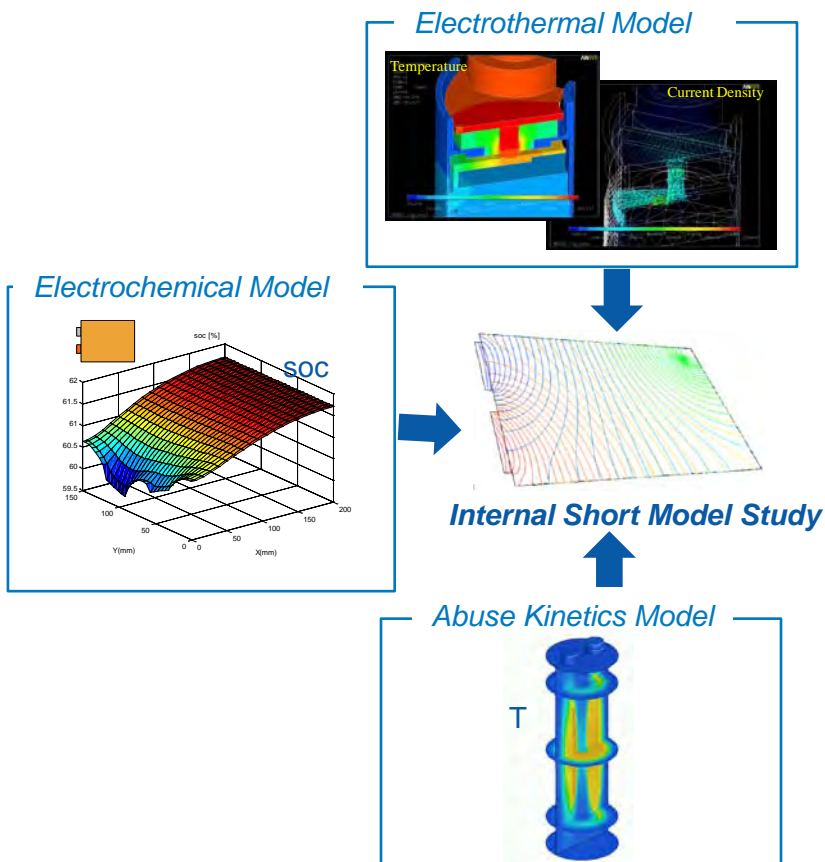 Electrothermal Model
Temperature
Current Density
Electrochemical Model
soc [%]
SOC
62
61.5
61
60.5
60
59.5
150
100
50
0
Y(mm)
0
50
100
150
200
X(mm)
Internal Short Model Study
Abuse Kinetics Model
T